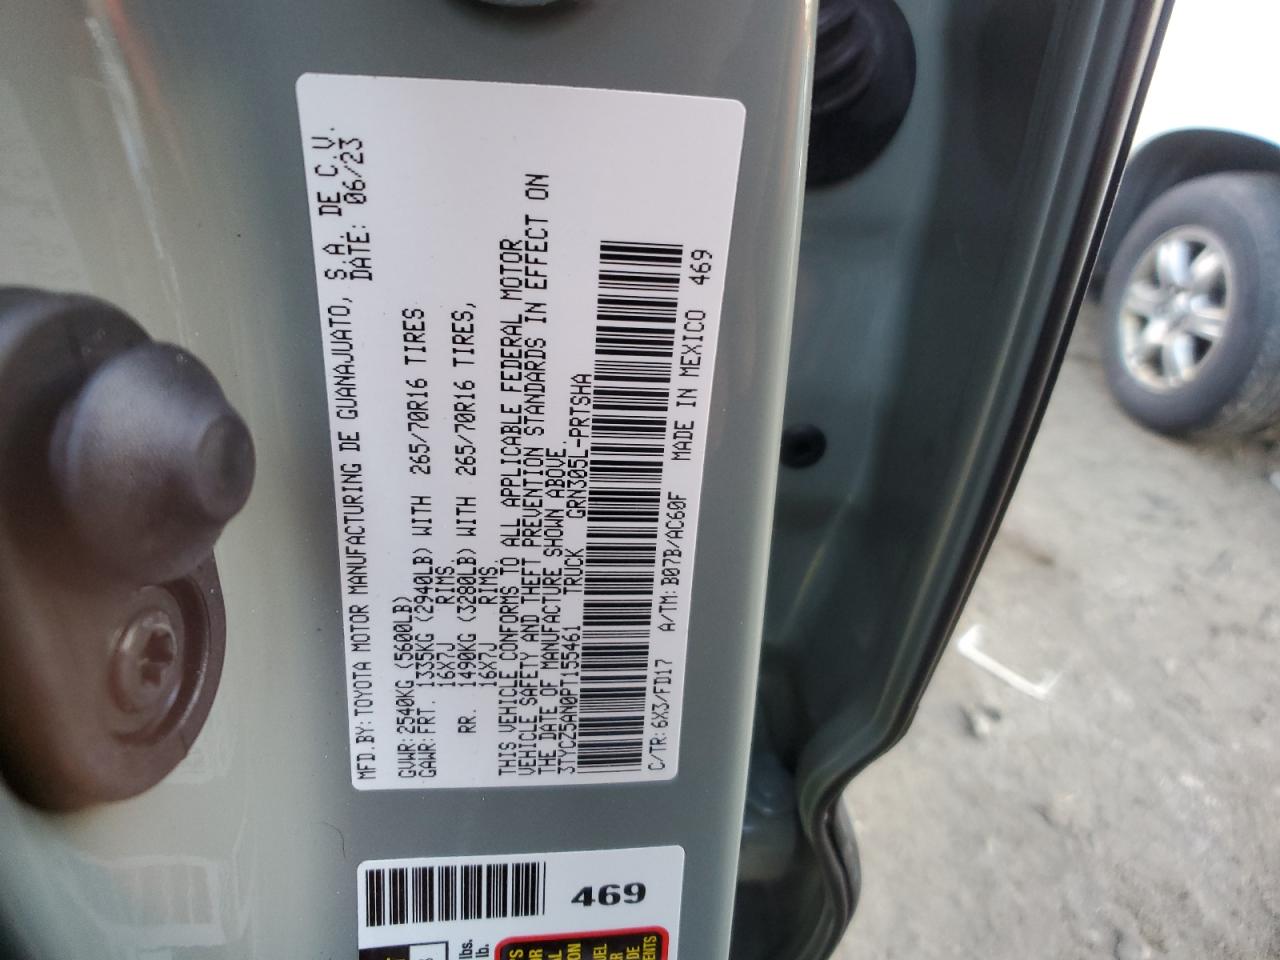 MFD.BY: TOYOTA MOTOR MANUFACTURING DE GUANAJUATO, S.A. DE C.V.
DATE: 06/23
GVWR: 2540KG (5600LB)
GAWR: FRT. 1335KG (2940LB) WITH 265/70R16 TIRES
16X7J RIMS,
RR. 1490KG (3280LB) WITH 265/70R16 TIRES,
16X7J RIMS,
THIS VEHICLE CONFORMS TO ALL APPLICABLE FEDERAL MOTOR
VEHICLE SAFETY AND THEFT PREVENTION STANDARDS IN EFFECT ON
THE DATE OF MANUFACTURE SHOWN ABOVE.
3TYCZ5AN0PT155461 TRUCK GRN305L-PRTSHA
C/TR: 6X3/FD17 A/TM: B07B/AC60F MADE IN MEXICO 469
469
lbs.
lb.